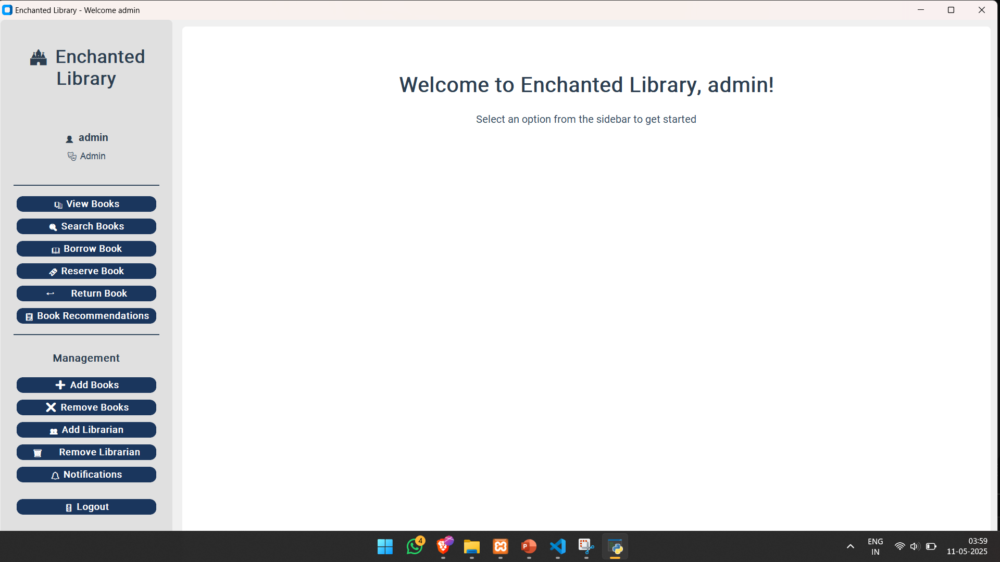 Enchanted Library - Welcome admin
Enchanted
Library
admin
Admin
View Books
Search Books
Borrow Book
Reserve Book
Return Book
Book Recommendations
Management
Add Books
Remove Books
Add Librarian
Remove Librarian
Notifications
Logout
Welcome to Enchanted Library, admin!
Select an option from the sidebar to get started
4
P
ENG
IN
03:59
11-05-2025